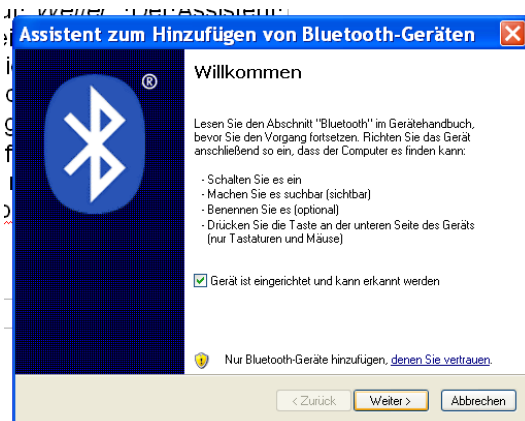 Weiter . Der Assistent
Assistent zum Hinzufügen von Bluetooth-Geräten
®
Willkommen
Lesen Sie den Abschnitt "Bluetooth" im Gerätehandbuch,
bevor Sie den Vorgang fortsetzen. Richten Sie das Gerät
anschließend so ein, dass der Computer es finden kann:
- Schalten Sie es ein
- Machen Sie es suchbar (sichtbar)
- Benennen Sie es (optional)
- Drücken Sie die Taste an der unteren Seite des Geräts
(nur Tastaturen und Mäuse)
Gerät ist eingerichtet und kann erkannt werden
Nur Bluetooth-Geräte hinzufügen, denen Sie vertrauen.
< Zurück Weiter > Abbrechen